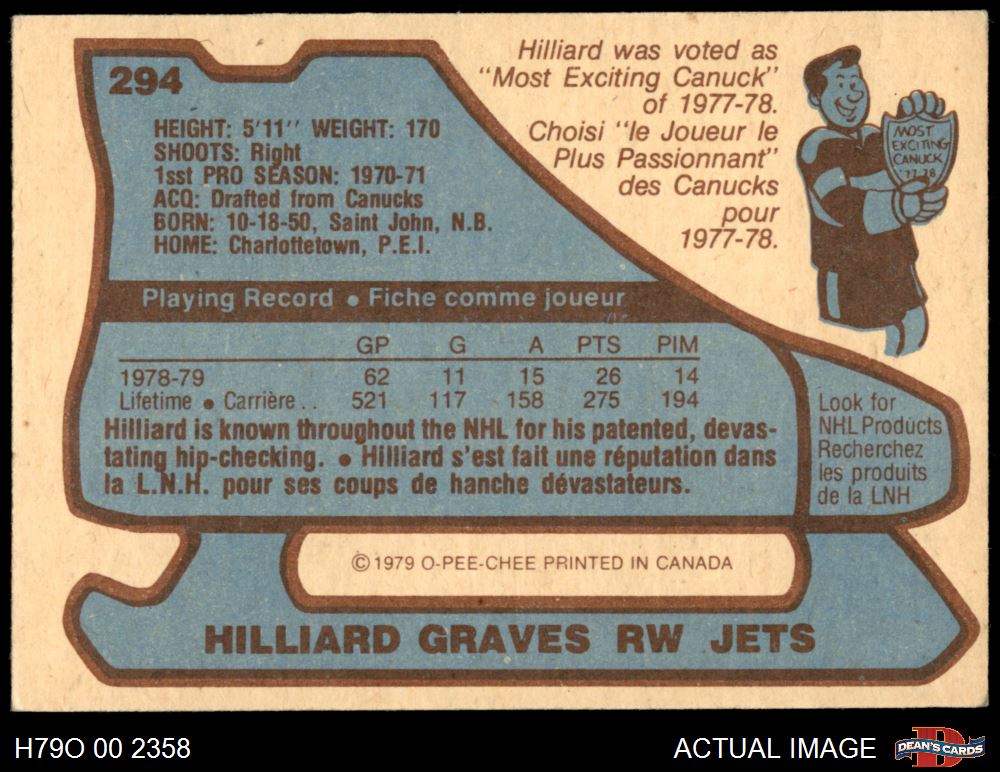 294
HEIGHT: 5'11'' WEIGHT: 170
SHOOTS: Right
1sst PRO SEASON: 1970-71
ACQ: Drafted from Canucks
BORN: 10-18-50, Saint John, N.B.
HOME: Charlottetown, P.E.I.
Hilliard was voted as
"Most Exciting Canuck"
of 1977-78.
Choisi "le Joueur le
Plus Passionnant"
des Canucks
pour
1977-78.
MOST
EXCITING
CANUCK
'77-78
Playing Record • Fiche comme joueur
GP G A PTS PIM
1978-79 62 11 15 26 14
Lifetime • Carrière . . 521 117 158 275 194
Hilliard is known throughout the NHL for his patented, devas-
tating hip-checking. • Hilliard s'est fait une réputation dans
la L.N.H. pour ses coups de hanche dévastateurs.
Look for
NHL Products
Recherchez
les produits
de la LNH
© 1979 O-PEE-CHEE PRINTED IN CANADA
HILLIARD GRAVES RW JETS
H79O 00 2358
ACTUAL IMAGE
D
DEAN'S CARDS